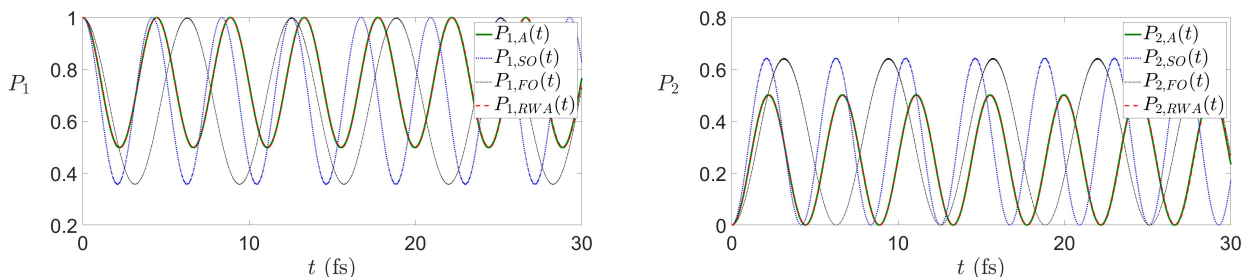 1
0.8
P₁ 0.6
0.4
0.2
0 10 20 30
t (fs)
P₁,A(t)
P₁,SO(t)
P₁,FO(t)
P₁,RWA(t)
0.8
0.6
P₂ 0.4
0.2
0
0 10 20 30
t (fs)
P₂,A(t)
P₂,SO(t)
P₂,FO(t)
P₂,RWA(t)